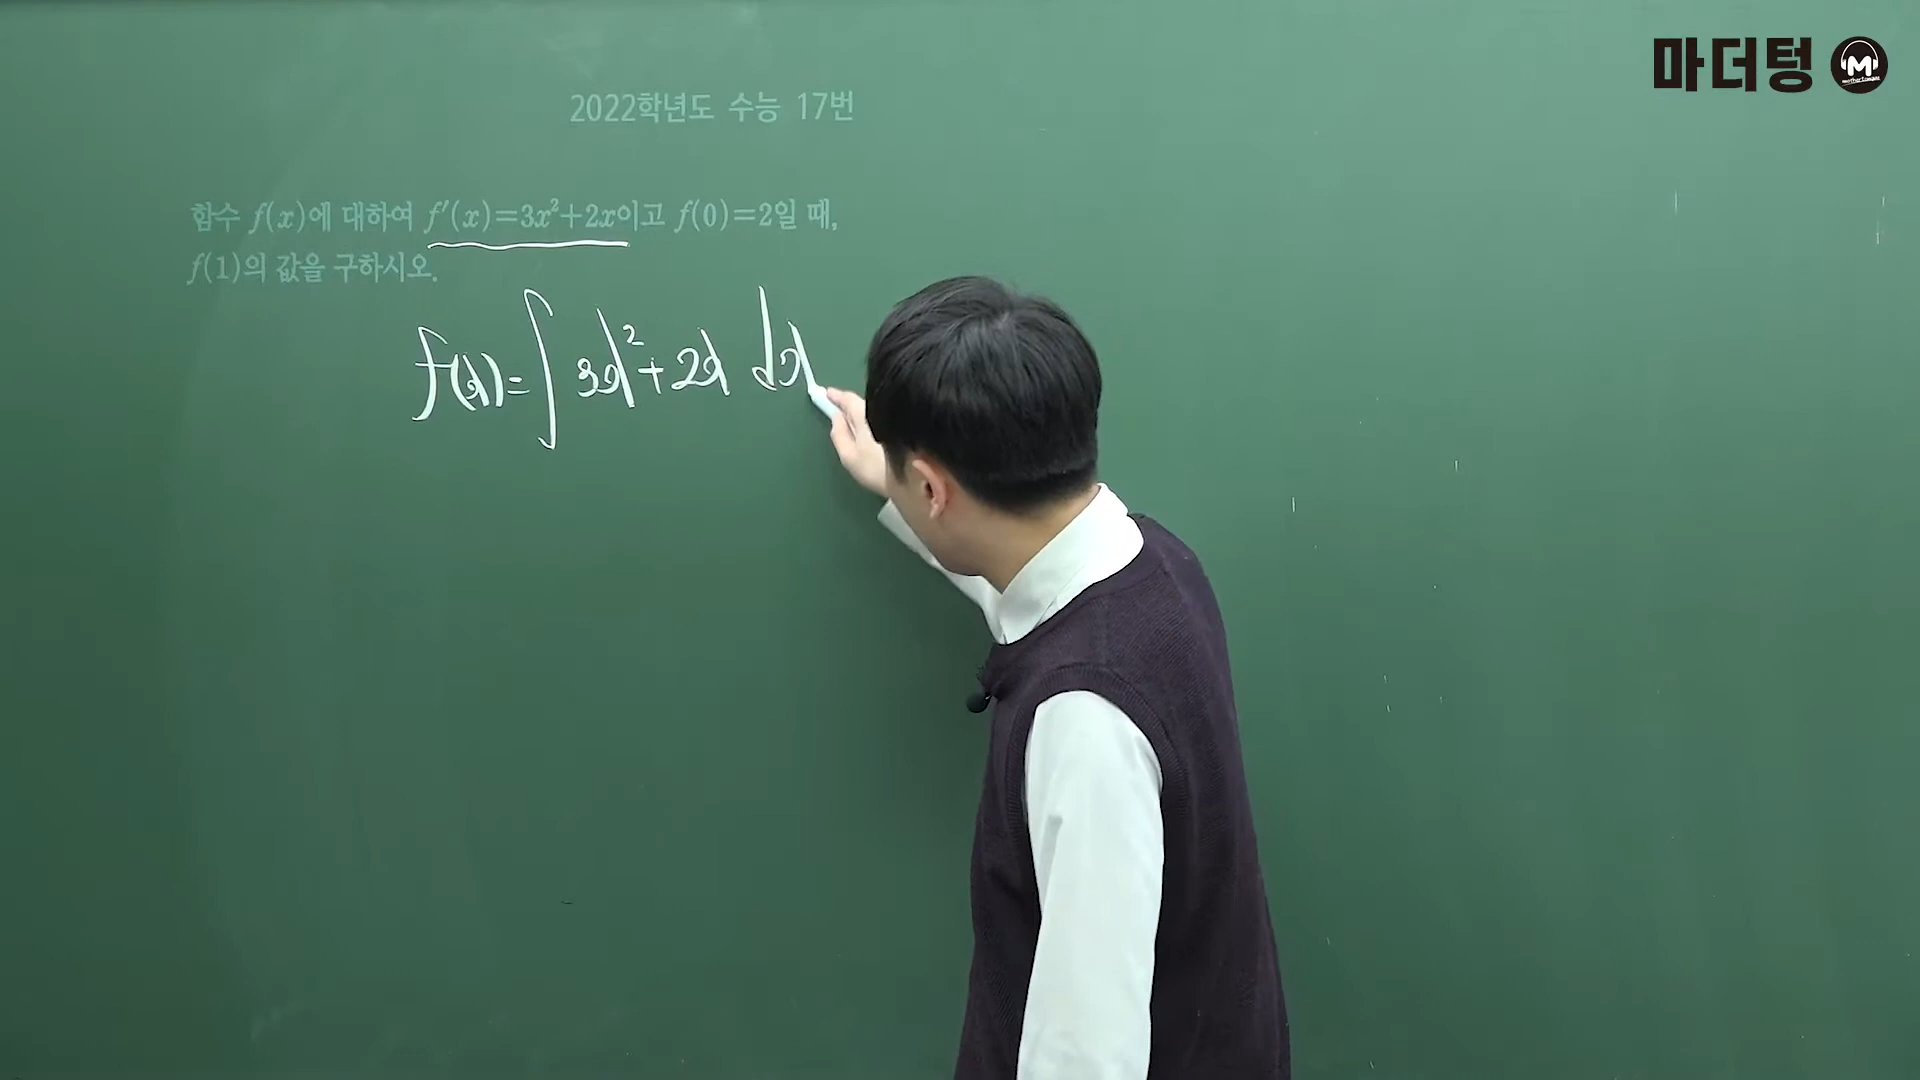 마더텅 M
2022학년도 수능 17번
함수 f(x)에 대하여 f'(x)=3x²+2x이고 f(0)=2일 때,
f(1)의 값을 구하시오.
f(x)=∫ 3x²+2x dx